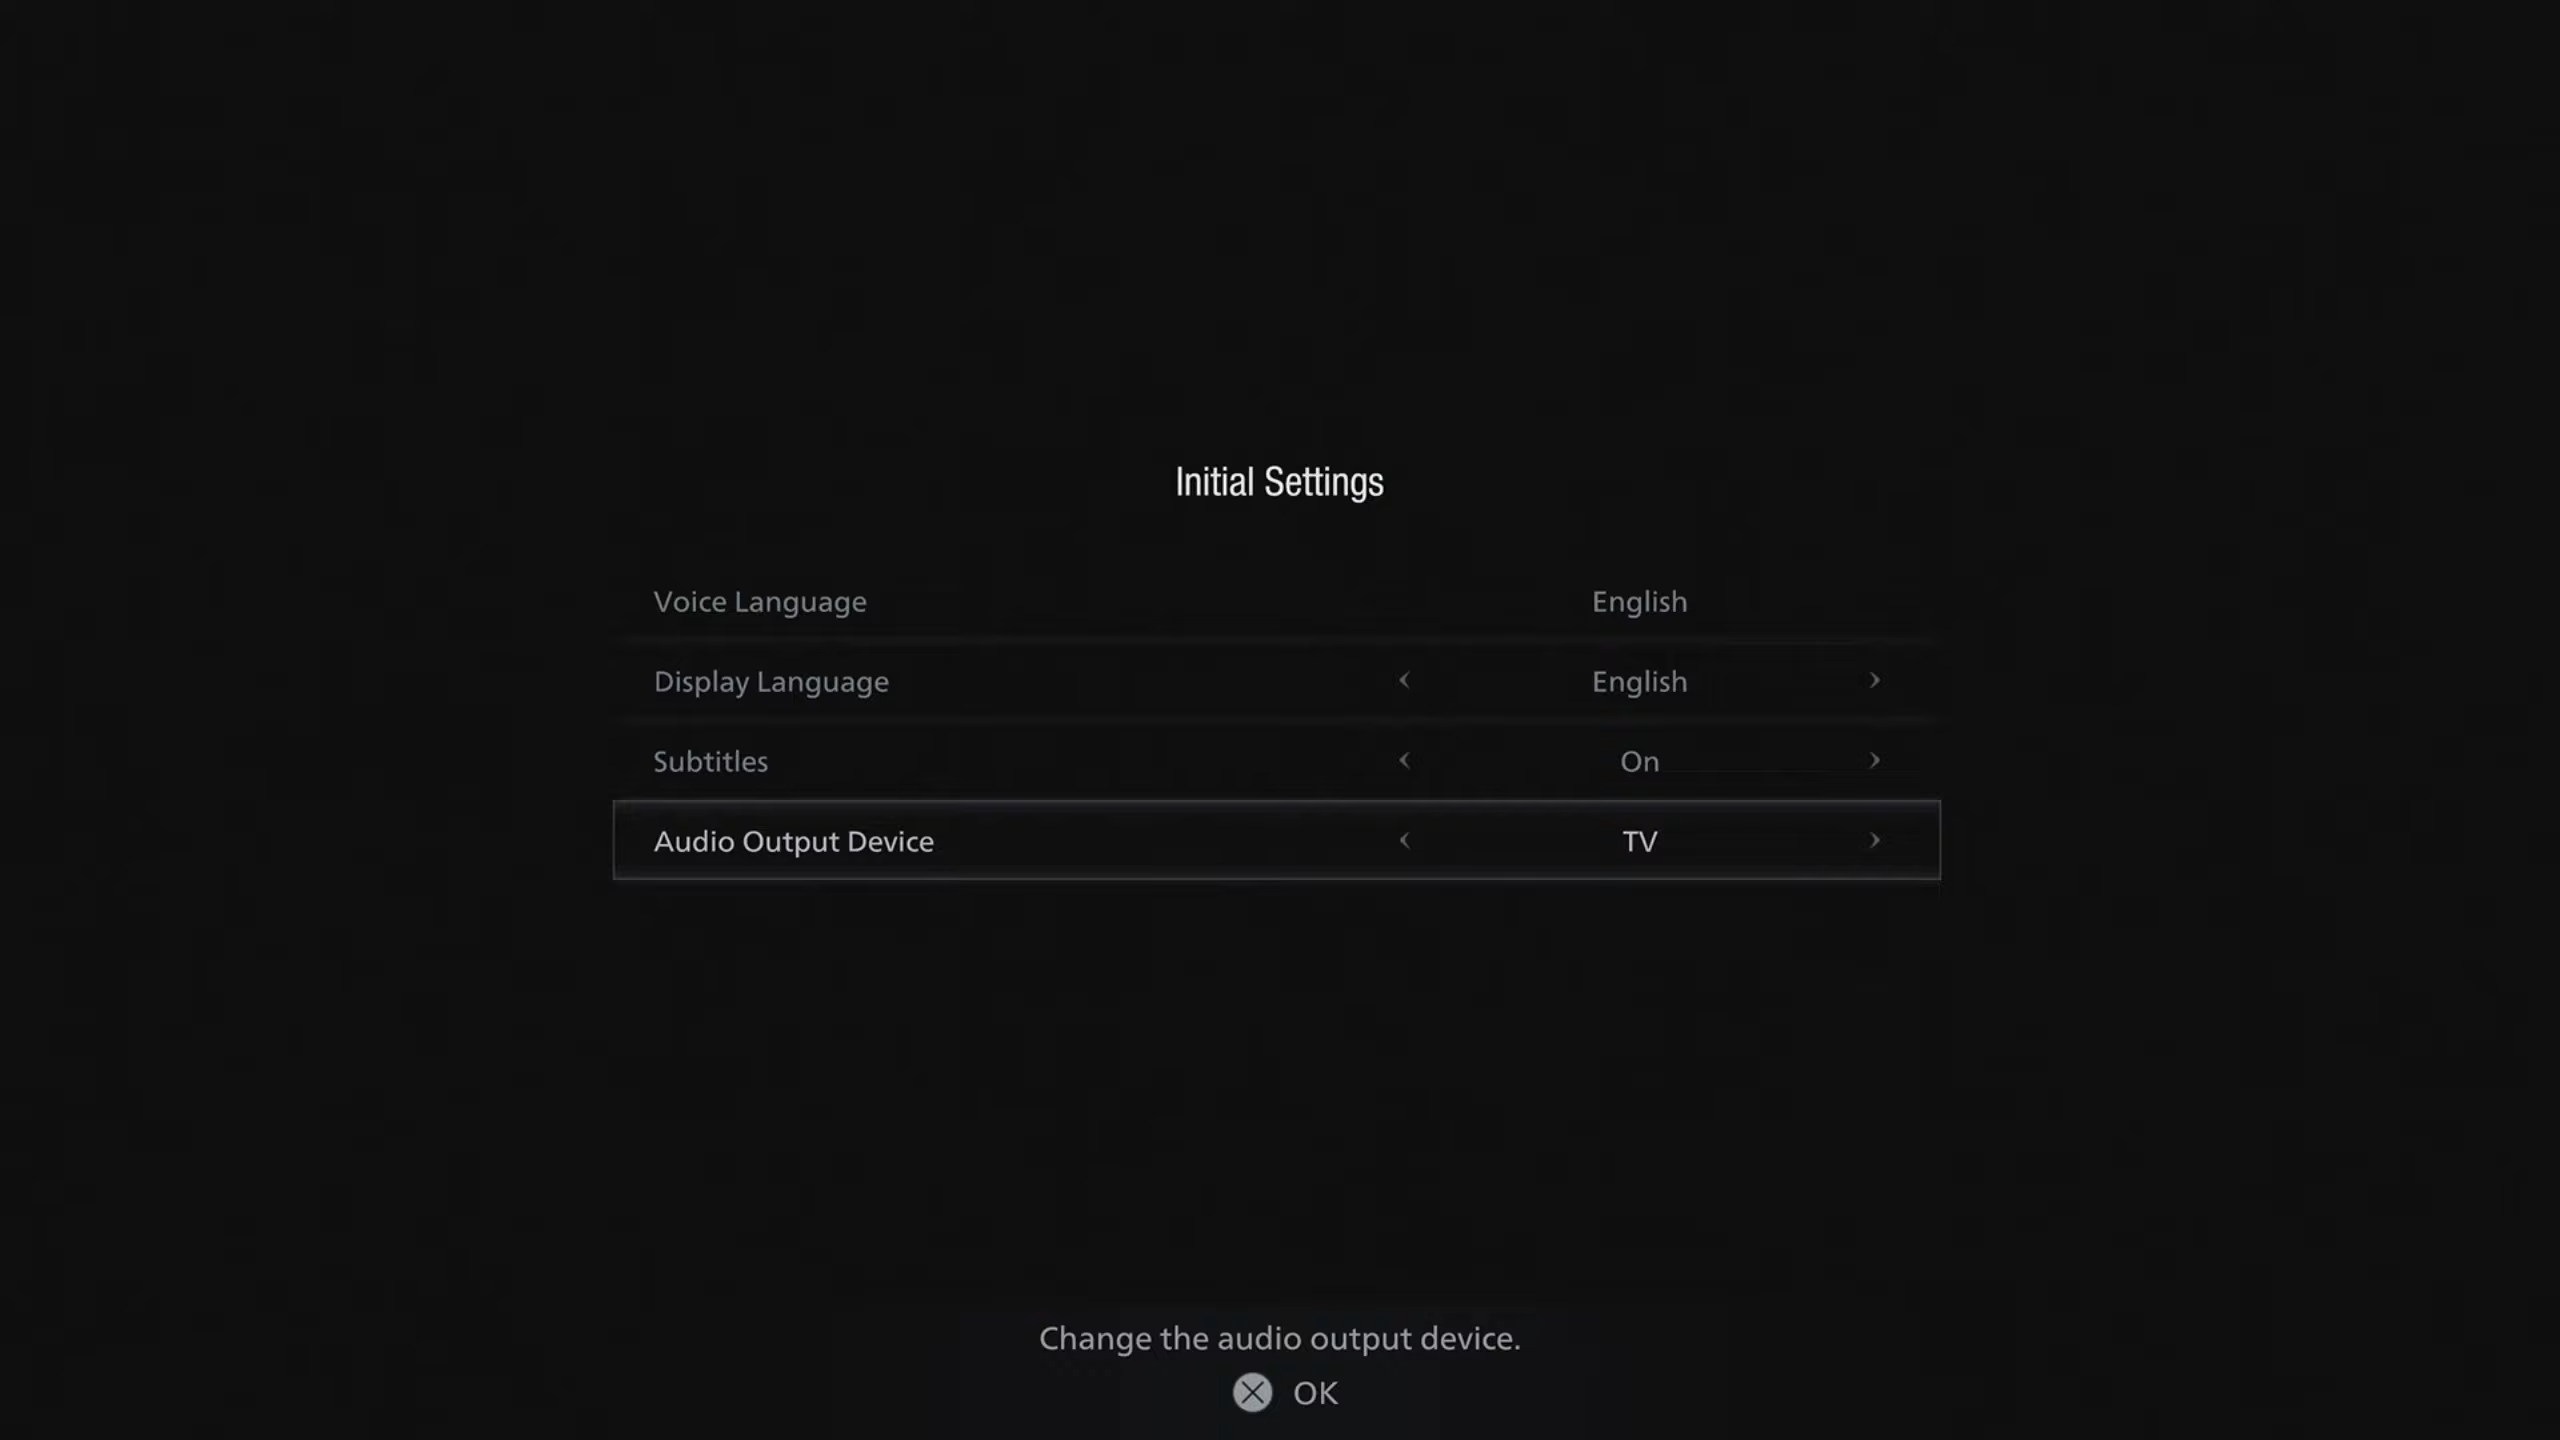 Initial Settings
Voice Language English
Display Language English
Subtitles On
Audio Output Device TV
Change the audio output device.
OK